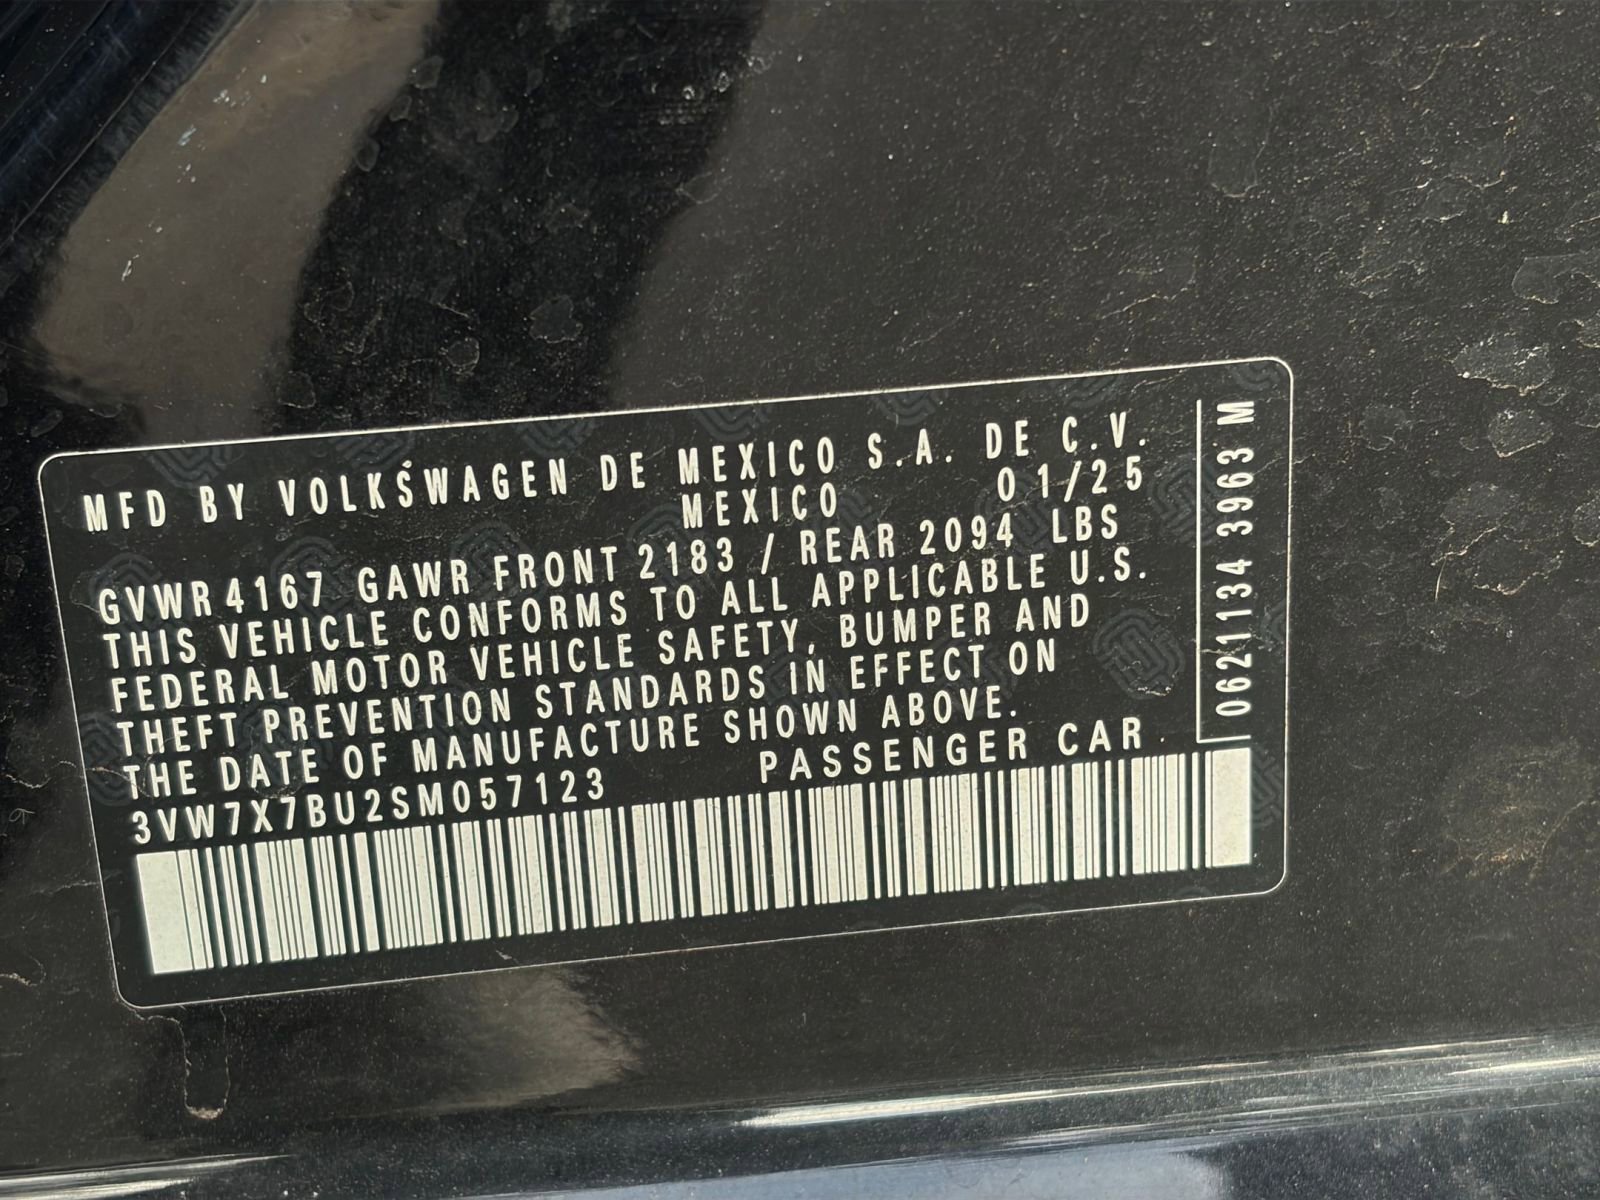 MFD BY VOLKSWAGEN DE MEXICO S.A. DE C.V.
MEXICO 01/25
GVWR 4167 GAWR FRONT 2183 / REAR 2094 LBS
THIS VEHICLE CONFORMS TO ALL APPLICABLE U.S.
FEDERAL MOTOR VEHICLE SAFETY, BUMPER AND
THEFT PREVENTION STANDARDS IN EFFECT ON
THE DATE OF MANUFACTURE SHOWN ABOVE.
3VW7X7BU2SM057123 PASSENGER CAR
0621134 3963 M